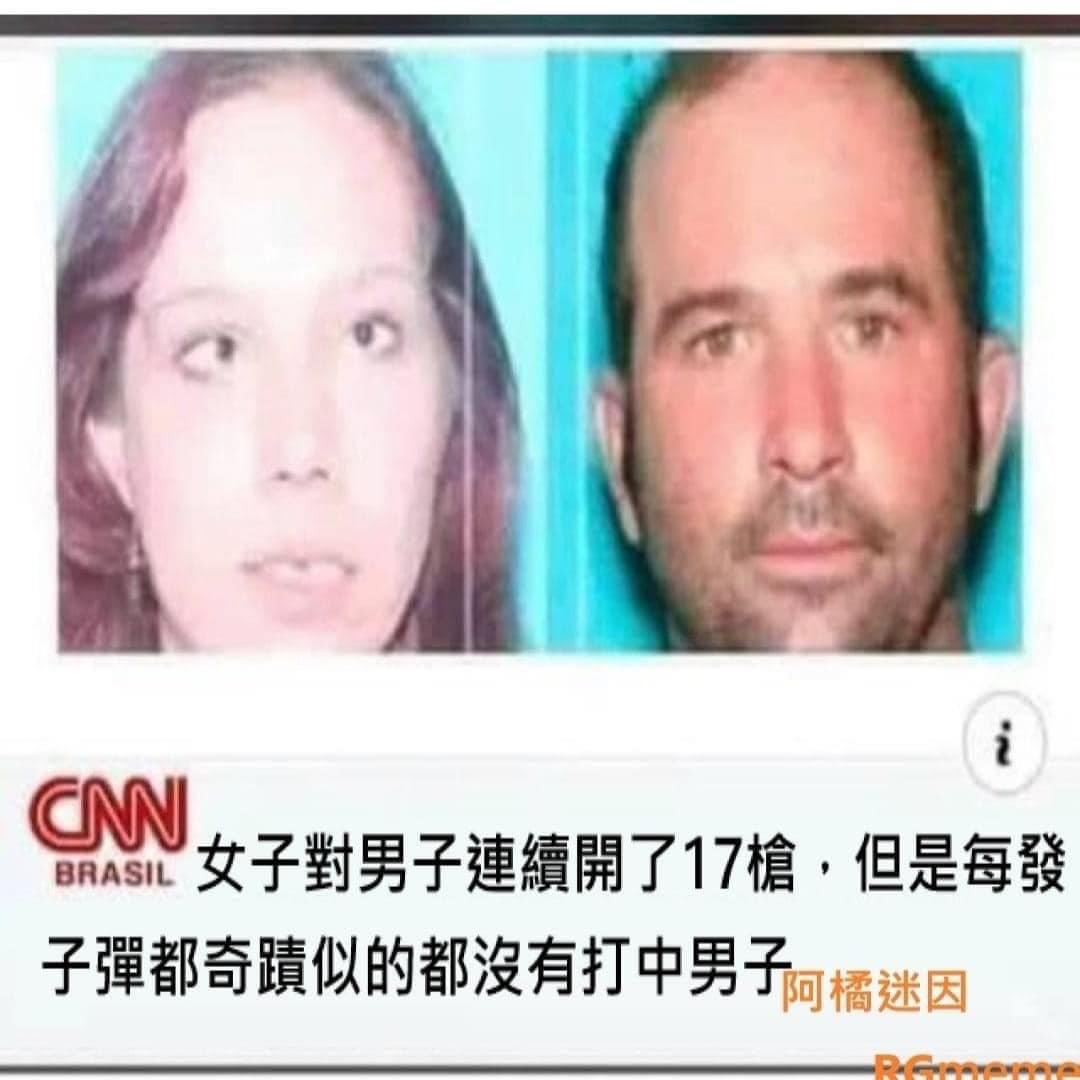 i
CNN
BRASIL
女子對男子連續開了17槍，但是每發
子彈都奇蹟似的都沒有打中男子
阿橘迷因
RGmeme